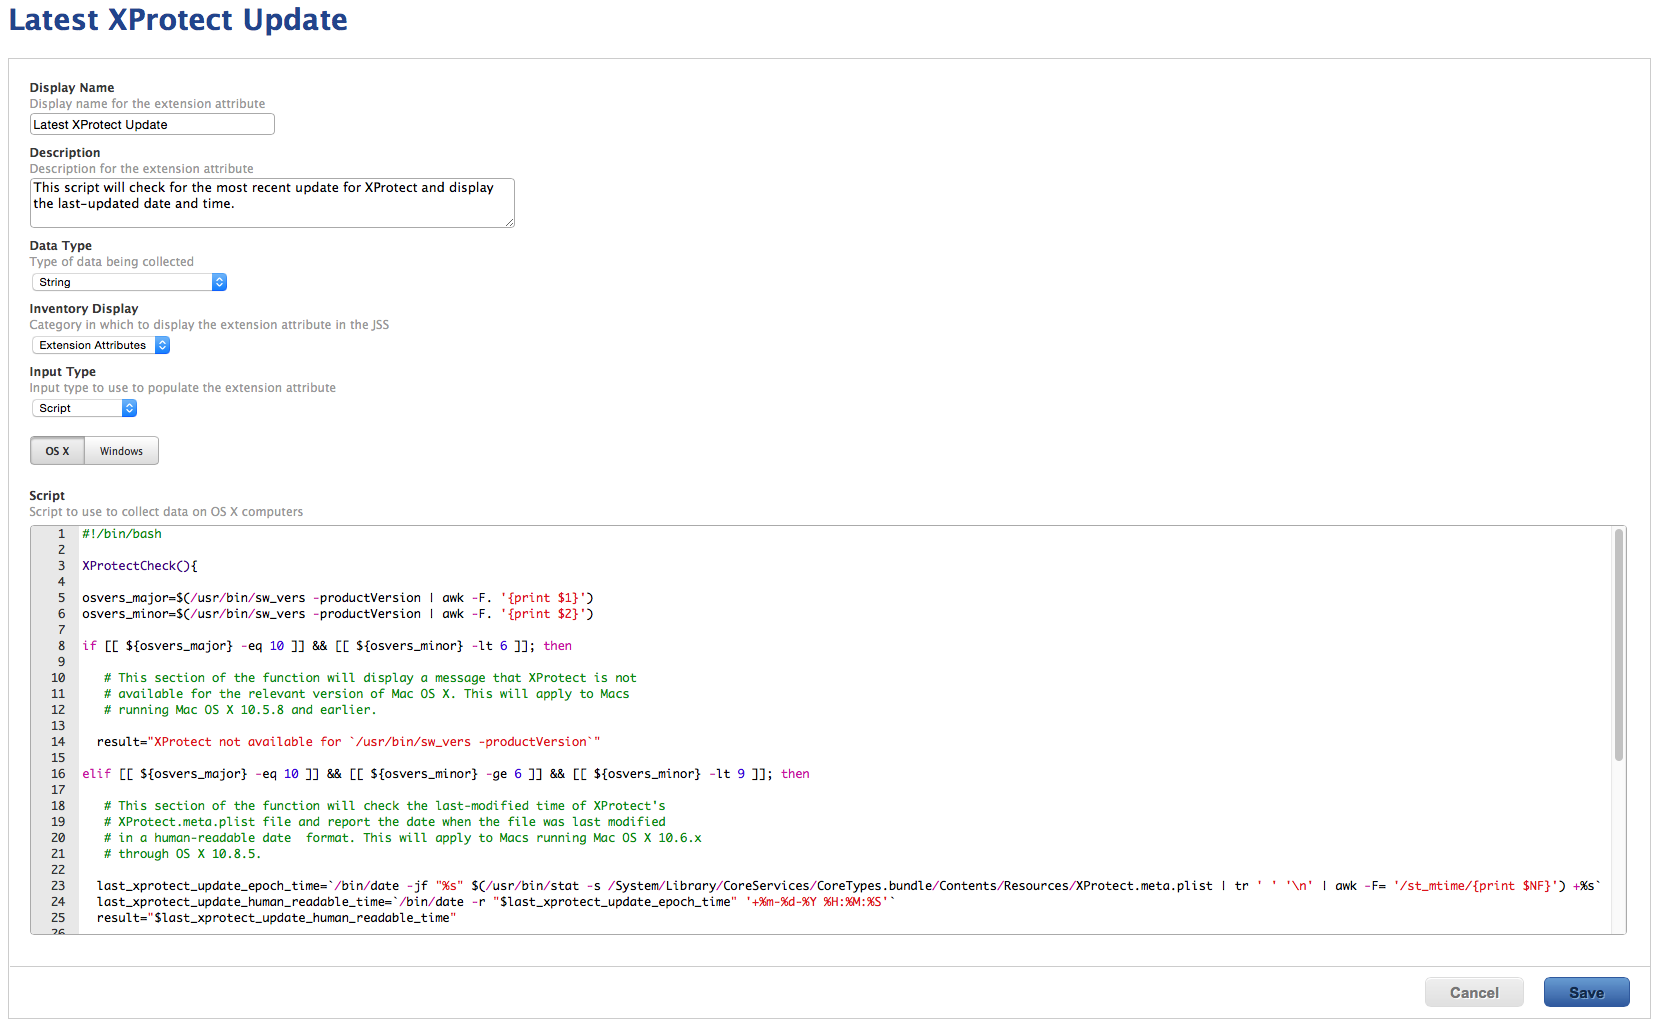 Latest XProtect Update
Display Name
Display name for the extension attribute
Latest XProtect Update
Description
Description for the extension attribute
This script will check for the most recent update for XProtect and display
the last-updated date and time.
Data Type
Type of data being collected
String
Inventory Display
Category in which to display the extension attribute in the JSS
Extension Attributes
Input Type
Input type to use to populate the extension attribute
Script
OS X Windows
Script
Script to use to collect data on OS X computers
1 #!/bin/bash
2
3 XProtectCheck(){
4
5 osvers_major=$(/usr/bin/sw_vers -productVersion | awk -F. '{print $1}')
6 osvers_minor=$(/usr/bin/sw_vers -productVersion | awk -F. '{print $2}')
7
8 if [[ ${osvers_major} -eq 10 ]] && [[ ${osvers_minor} -lt 6 ]]; then
9
10 # This section of the function will display a message that XProtect is not
11 # available for the relevant version of Mac OS X. This will apply to Macs
12 # running Mac OS X 10.5.8 and earlier.
13
14 result="XProtect not available for `/usr/bin/sw_vers -productVersion`"
15
16 elif [[ ${osvers_major} -eq 10 ]] && [[ ${osvers_minor} -ge 6 ]] && [[ ${osvers_minor} -lt 9 ]]; then
17
18 # This section of the function will check the last-modified time of XProtect's
19 # XProtect.meta.plist file and report the date when the file was last modified
20 # in a human-readable date  format. This will apply to Macs running Mac OS X 10.6.x
21 # through OS X 10.8.5.
22
23 last_xprotect_update_epoch_time=`/bin/date -jf "%s" $(/usr/bin/stat -s /System/Library/CoreServices/CoreTypes.bundle/Contents/Resources/XProtect.meta.plist | tr ' ' '\n' | awk -F= '/st_mtime/{print $NF}') +%s`
24 last_xprotect_update_human_readable_time=`/bin/date -r "$last_xprotect_update_epoch_time" '+%m-%d-%Y %H:%M:%S'`
25 result="$last_xprotect_update_human_readable_time"
26
Cancel Save